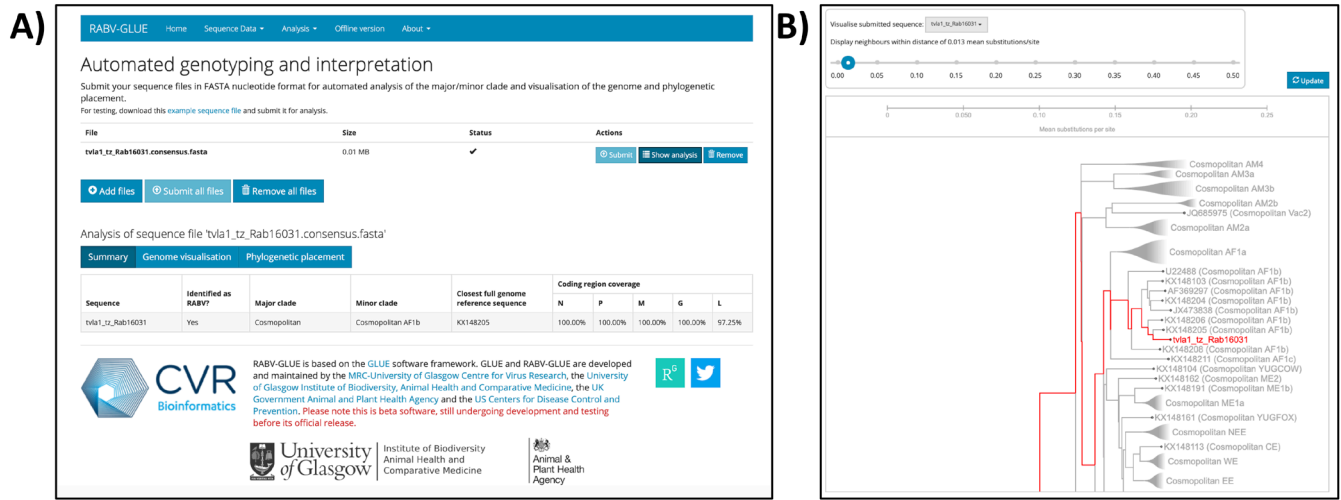 A)
RABV-GLUE Home Sequence Data Analysis Offline version About
Automated genotyping and interpretation
Submit your sequence files in FASTA nucleotide format for automated analysis of the major/minor clade and visualisation of the genome and phylogenetic
placement.
For testing, download this example sequence file and submit it for analysis.
File Size Status Actions
tvla1_tz_Rab16031.consensus.fasta 0.01 MB ✔ Submit Show analysis Remove
Add files Submit all files Remove all files
Analysis of sequence file 'tvla1_tz_Rab16031.consensus.fasta'
Summary Genome visualisation Phylogenetic placement
Sequence Identified as RABV? Major clade Minor clade Closest full genome reference sequence Coding region coverage
N P M G L
tvla1_tz_Rab16031 Yes Cosmopolitan Cosmopolitan AF1b KX148205 100.00% 100.00% 100.00% 100.00% 97.25%
CVR
Bioinformatics
RABV-GLUE is based on the GLUE software framework. GLUE and RABV-GLUE are developed
and maintained by the MRC-University of Glasgow Centre for Virus Research, the University
of Glasgow Institute of Biodiversity, Animal Health and Comparative Medicine, the UK
Government Animal and Plant Health Agency and the US Centers for Disease Control and
Prevention. Please note this is beta software, still undergoing development and testing
before its official release.
RG
University
of Glasgow
Institute of Biodiversity
Animal Health and
Comparative Medicine
Animal &
Plant Health
Agency
B)
Visualise submitted sequence: tvla1_tz_Rab16031
Display neighbours within distance of 0.013 mean substitutions/site
0.00 0.05 0.10 0.15 0.20 0.25 0.30 0.35 0.40 0.45 0.50
Update
0 0.050 0.10 0.15 0.20 0.25
Mean substitutions per site
Cosmopolitan AM4
Cosmopolitan AM3a
Cosmopolitan AM3b
Cosmopolitan AM2b
JQ685975 (Cosmopolitan Vac2)
Cosmopolitan AM2a
Cosmopolitan AF1a
U22488 (Cosmopolitan AF1b)
KX148103 (Cosmopolitan AF1b)
AF369297 (Cosmopolitan AF1b)
KX148204 (Cosmopolitan AF1b)
JX473838 (Cosmopolitan AF1b)
KX148206 (Cosmopolitan AF1b)
KX148205 (Cosmopolitan AF1b)
tvla1_tz_Rab16031
KX148208 (Cosmopolitan AF1b)
KX148211 (Cosmopolitan AF1c)
KX148104 (Cosmopolitan YUGCOW)
KX148162 (Cosmopolitan ME2)
KX148191 (Cosmopolitan ME1b)
Cosmopolitan ME1a
KX148161 (Cosmopolitan YUGFOX)
Cosmopolitan NEE
KX148113 (Cosmopolitan CE)
Cosmopolitan WE
Cosmopolitan EE